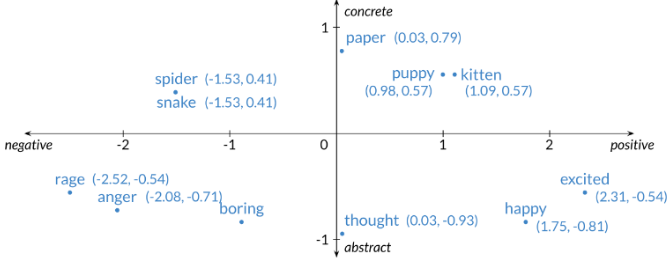 concrete
1
paper (0.03, 0.79)
puppy kitten
(0.98, 0.57) (1.09, 0.57)
spider (-1.53, 0.41)
snake (-1.53, 0.41)
negative -2 -1 0 1 2 positive
rage (-2.52, -0.54)
anger (-2.08, -0.71)
boring
excited
(2.31, -0.54)
happy
(1.75, -0.81)
thought (0.03, -0.93)
-1
abstract